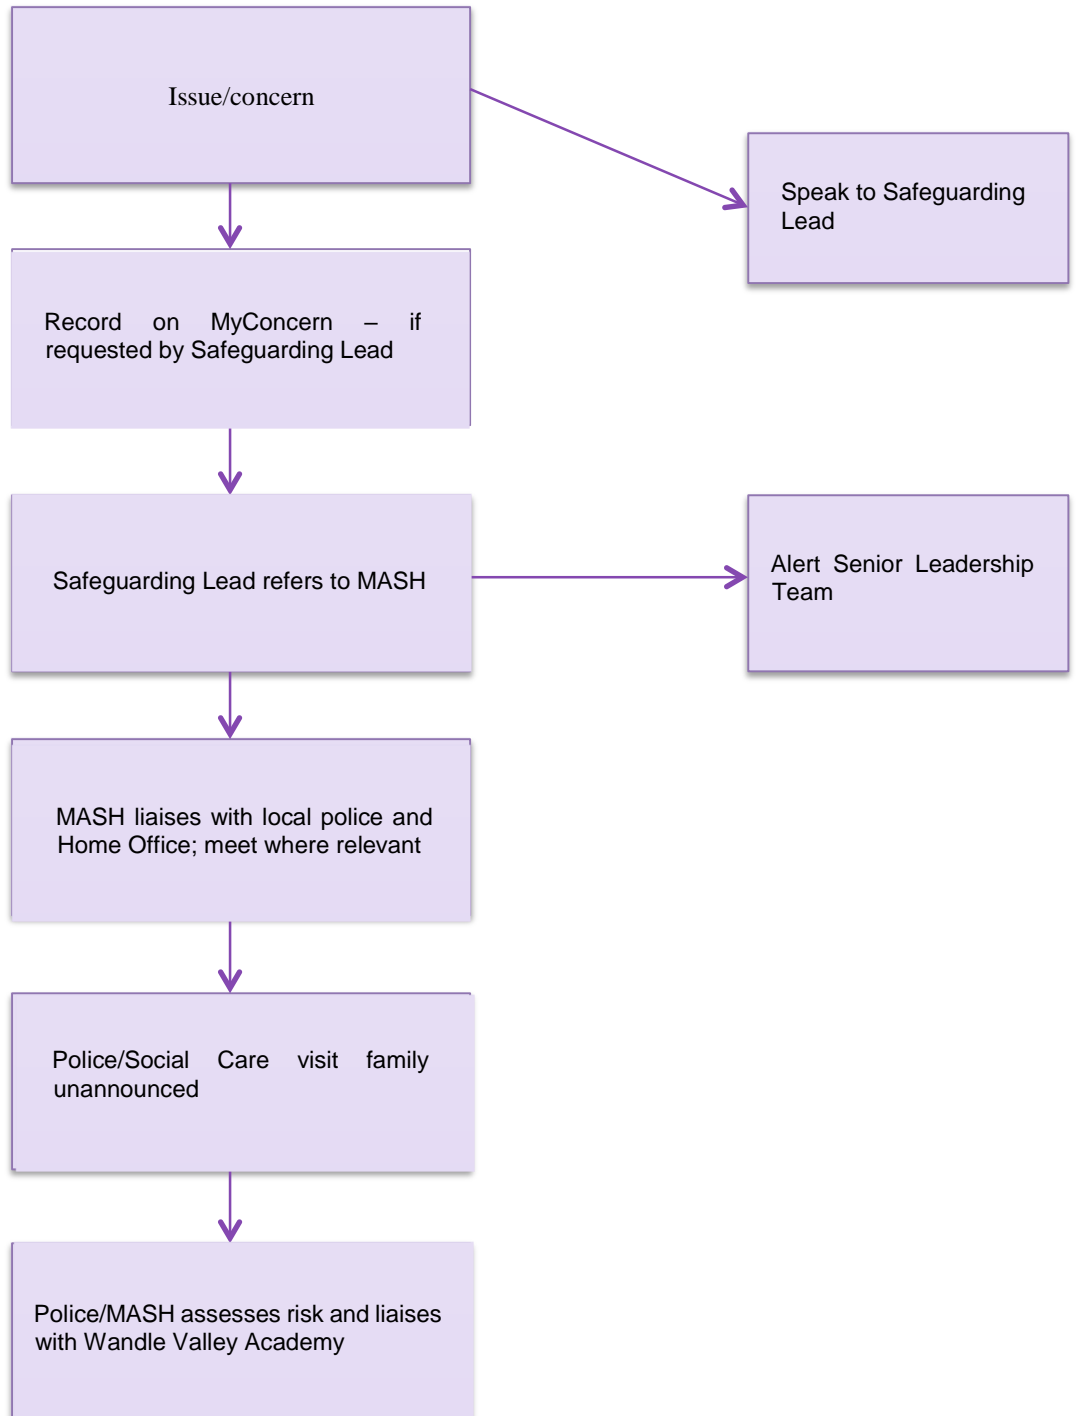 Issue/concern
Speak to Safeguarding
Lead
Record on MyConcern – if
requested by Safeguarding Lead
Safeguarding Lead refers to MASH
Alert Senior Leadership
Team
MASH liaises with local police and
Home Office; meet where relevant
Police/Social Care visit family
unannounced
Police/MASH assesses risk and liaises
with Wandle Valley Academy